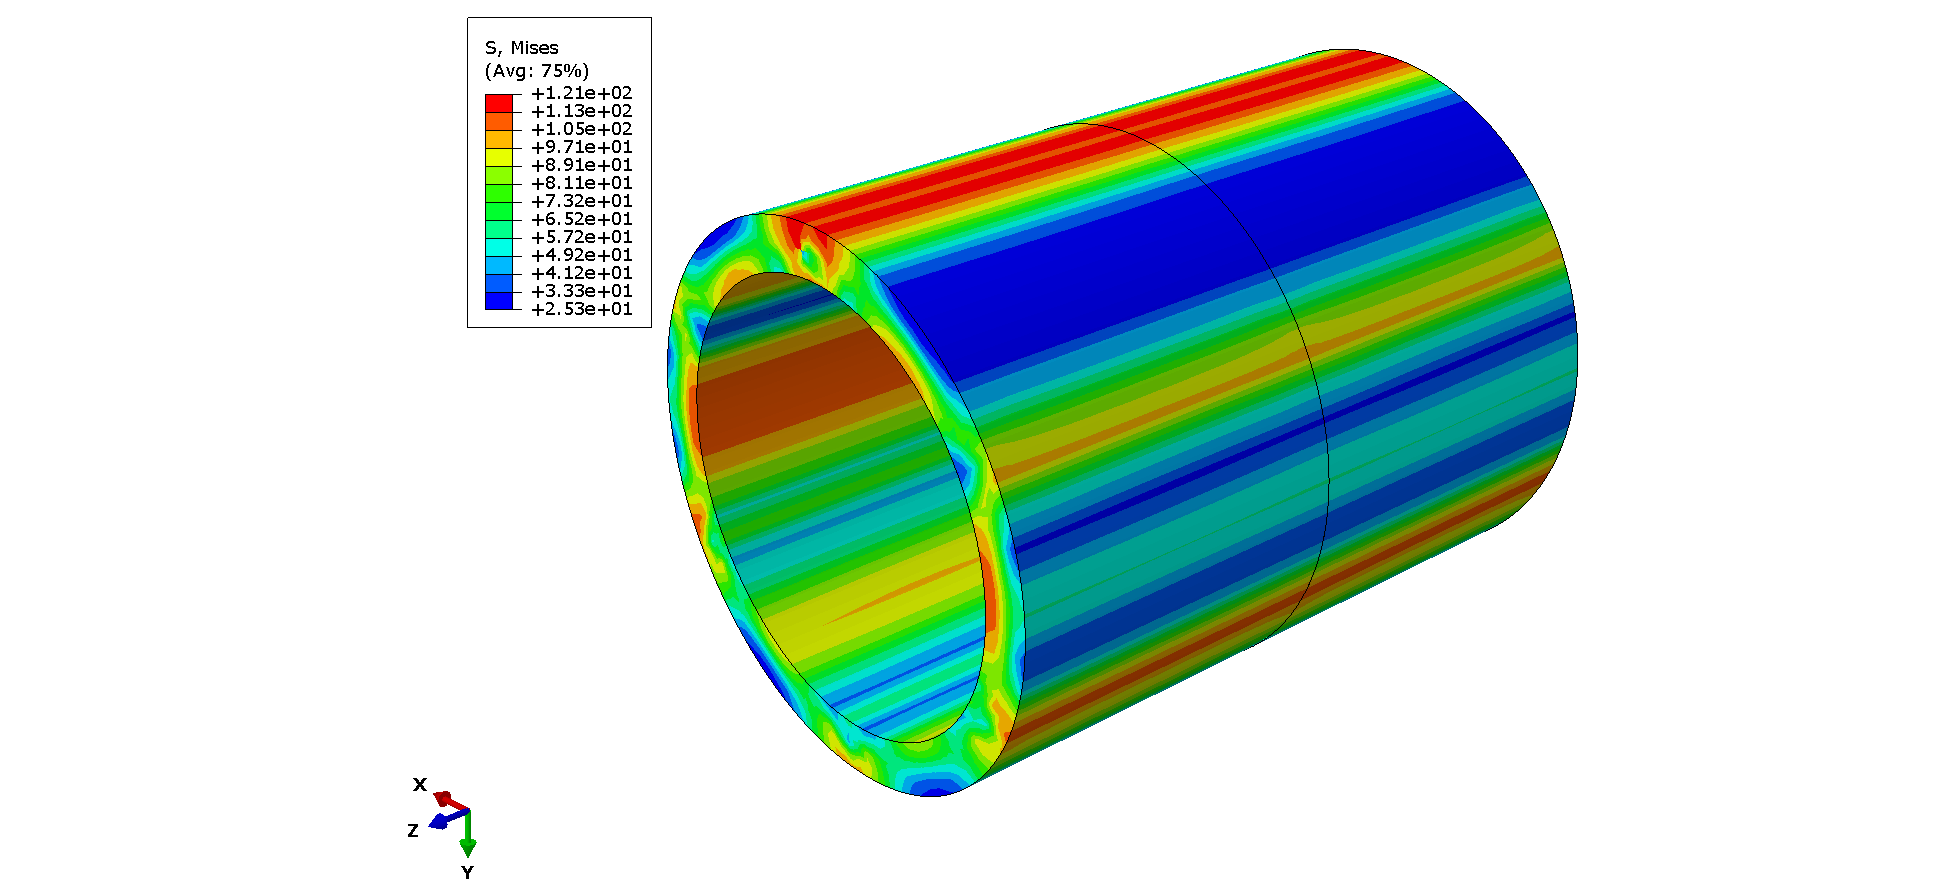 S, Mises
(Avg: 75%)
+1.21e+02
+1.13e+02
+1.05e+02
+9.71e+01
+8.91e+01
+8.11e+01
+7.32e+01
+6.52e+01
+5.72e+01
+4.92e+01
+4.12e+01
+3.33e+01
+2.53e+01
X
Z
Y